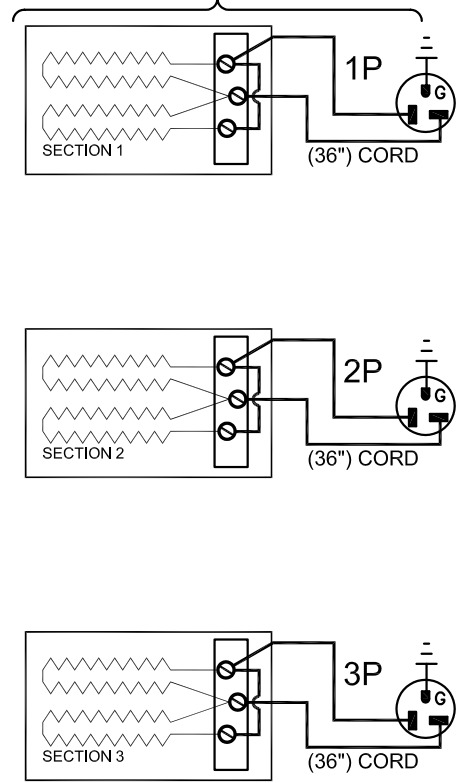 1P
G
SECTION 1
(36") CORD
2P
G
SECTION 2
(36") CORD
3P
G
SECTION 3
(36") CORD